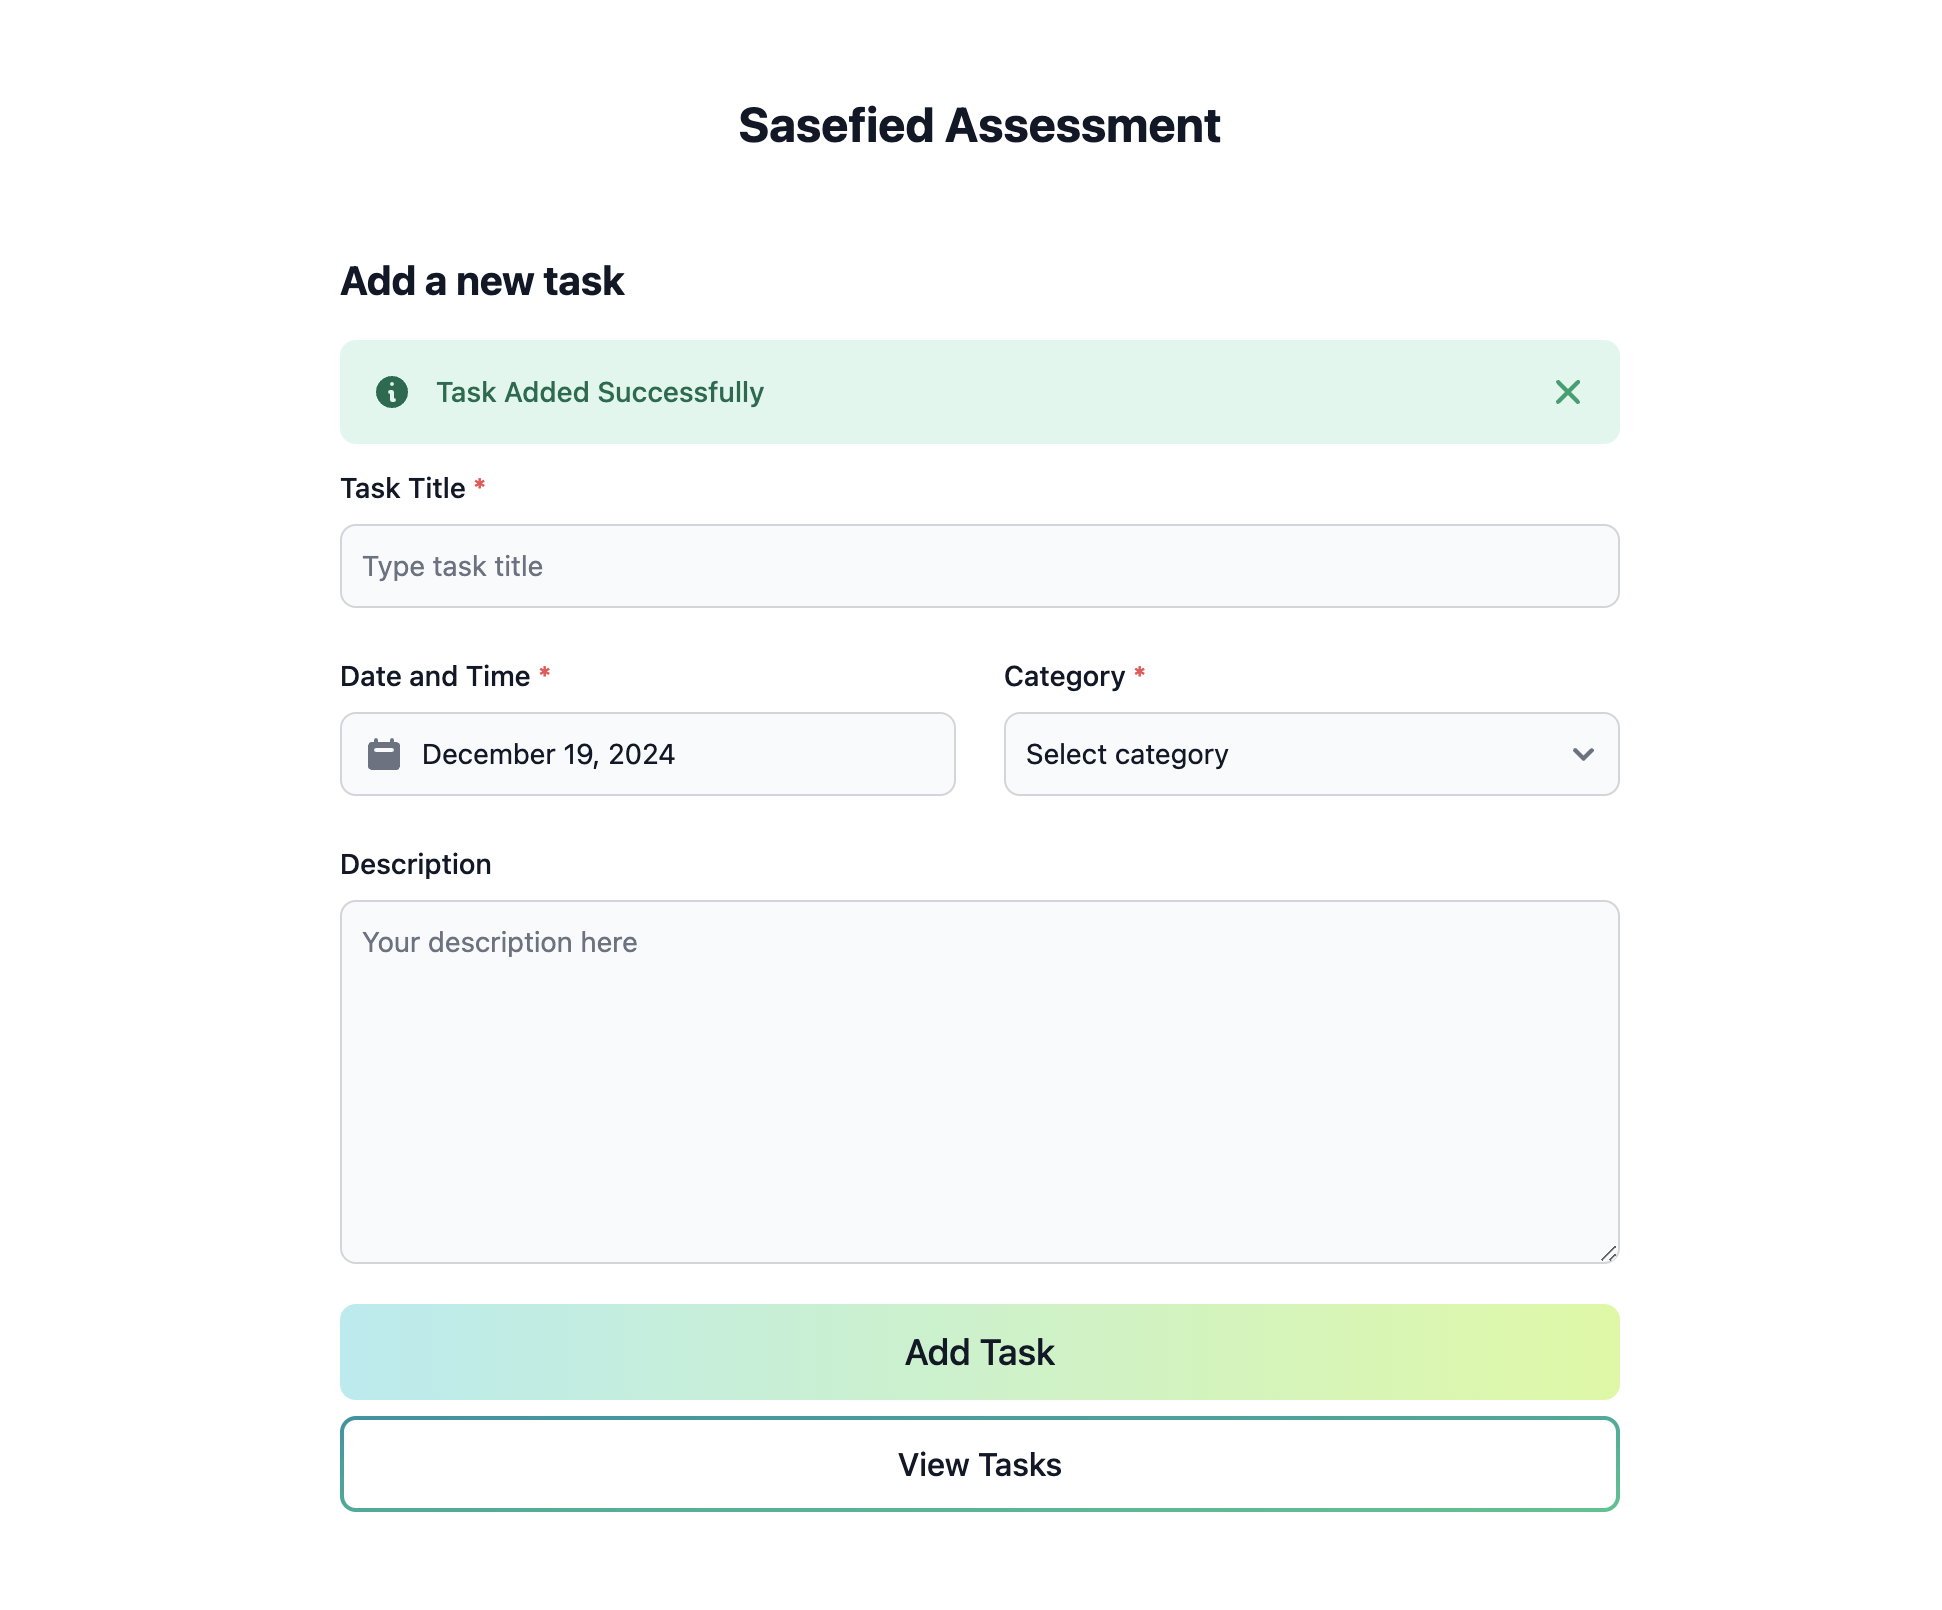 Sasefied Assessment
Add a new task
Task Added Successfully
Task Title *
Type task title
Date and Time * Category *
December 19, 2024 Select category
Description
Your description here
Add Task
View Tasks